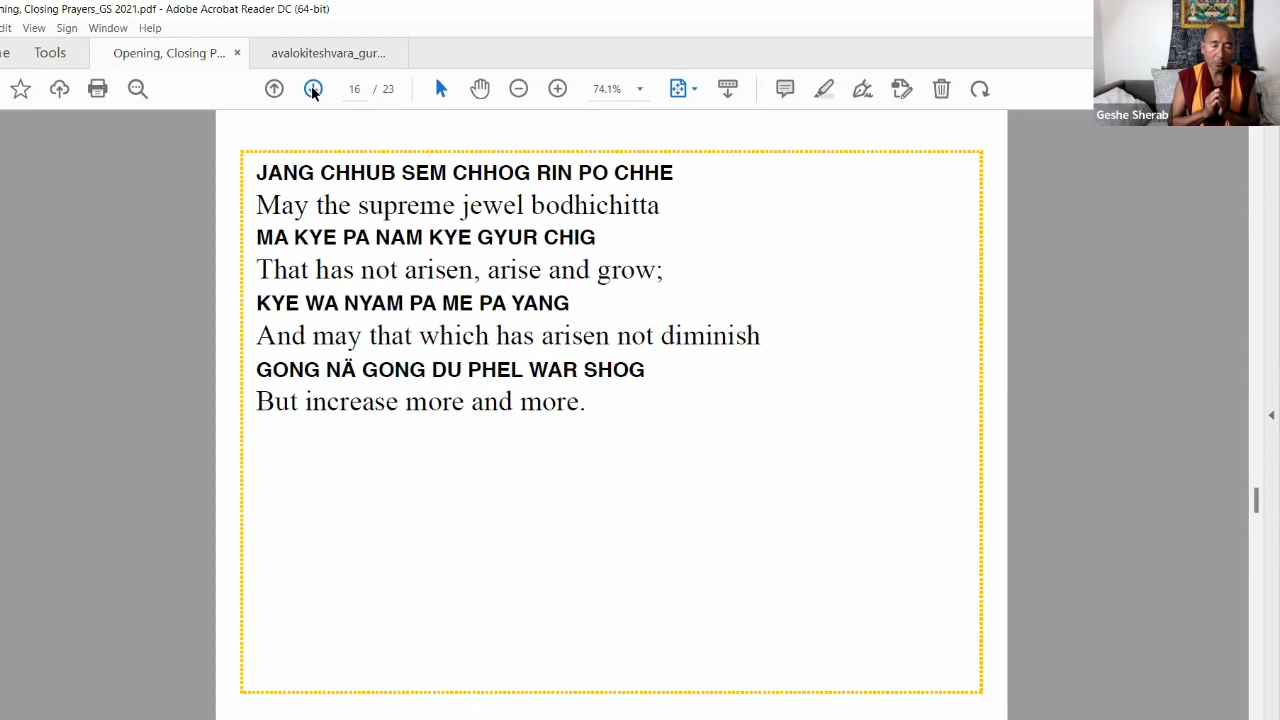 ning, Closing Prayers_GS 2021.pdf - Adobe Acrobat Reader DC (64-bit)
dit View Sign Window Help
ne Tools Opening, Closing P... × avalokiteshvara_gur...
16 / 23 74.1%
Geshe Sherab
JANG CHHUB SEM CHHOG RIN PO CHHE
May the supreme jewel bodhichitta
MA KYE PA NAM KYE GYUR CHIG
That has not arisen, arise and grow;
KYE WA NYAM PA ME PA YANG
And may that which has arisen not diminish
GONG NÄ GONG DU PHEL WAR SHOG
But increase more and more.